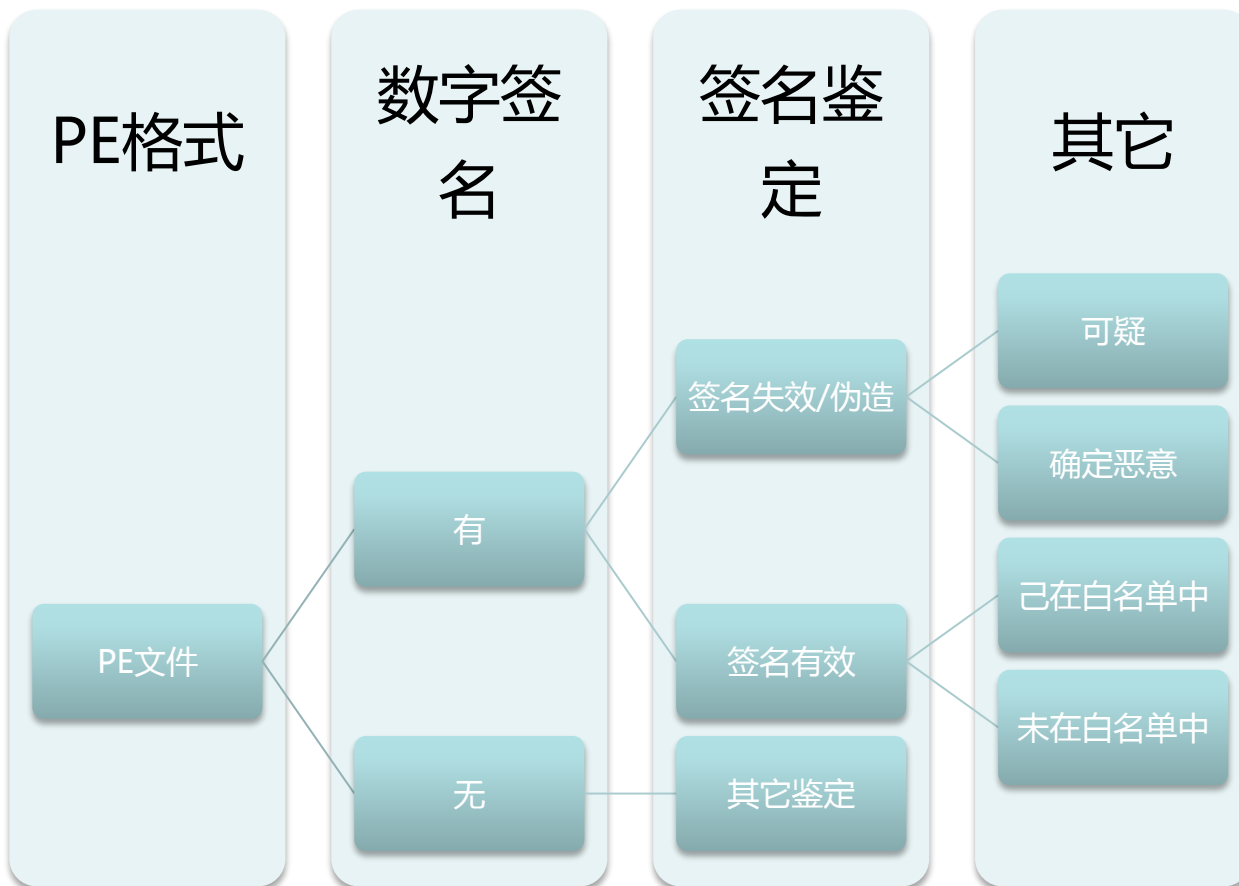 PE格式
数字签
名
签名鉴
定
其它
PE文件
有
无
签名失效/伪造
签名有效
其它鉴定
可疑
确定恶意
己在白名单中
未在白名单中